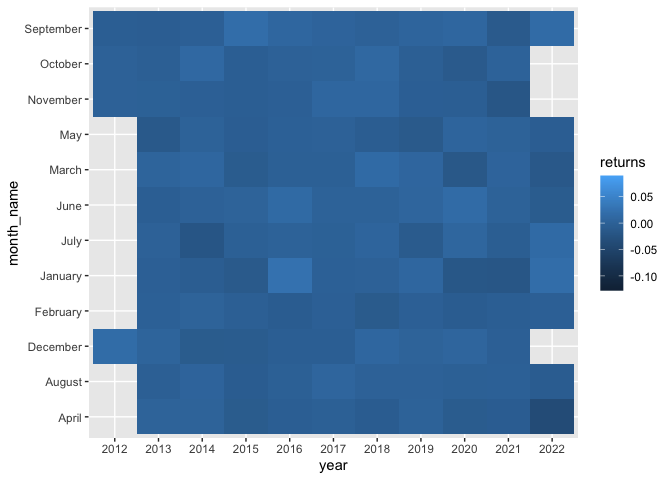 September
October
November
May
March
June
July
January
February
December
August
April
month_name
2012 2013 2014 2015 2016 2017 2018 2019 2020 2021 2022
year
returns
0.05
0.00
-0.05
-0.10